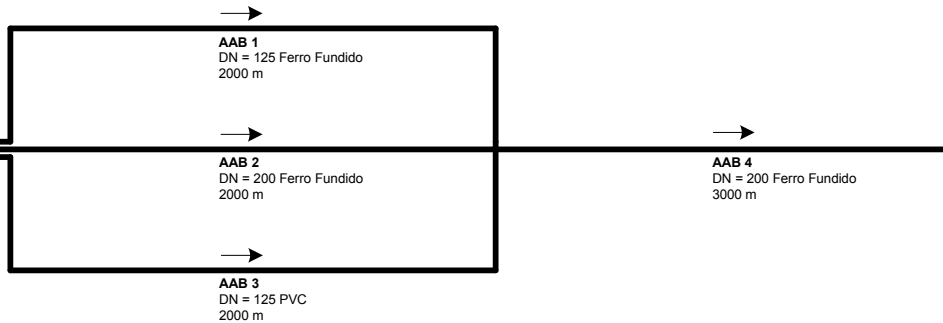 AAB 1
DN = 125 Ferro Fundido
2000 m
AAB 2
DN = 200 Ferro Fundido
2000 m
AAB 4
DN = 200 Ferro Fundido
3000 m
AAB 3
DN = 125 PVC
2000 m